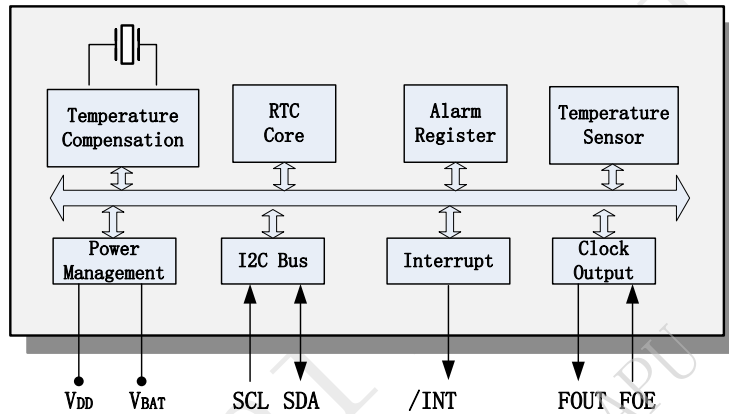 Temperature
Compensation
RTC
Core
Alarm
Register
Temperature
Sensor
Power
Management
I2C Bus
Interrupt
Clock
Output
VDD
VBAT
SCL
SDA
/INT
FOUT
FOE